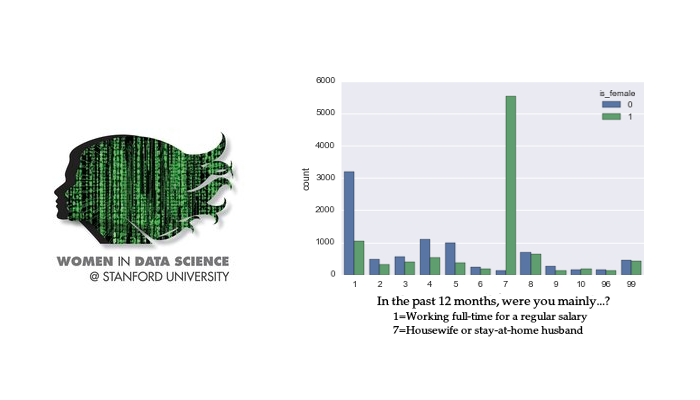 WOMEN IN DATA SCIENCE
@ STANFORD UNIVERSITY
6000
5000
4000
3000
2000
1000
0
count
is_female
0
1
1 2 3 4 5 6 7 8 9 10 96 99
In the past 12 months, were you mainly...?
1=Working full-time for a regular salary
7=Housewife or stay-at-home husband